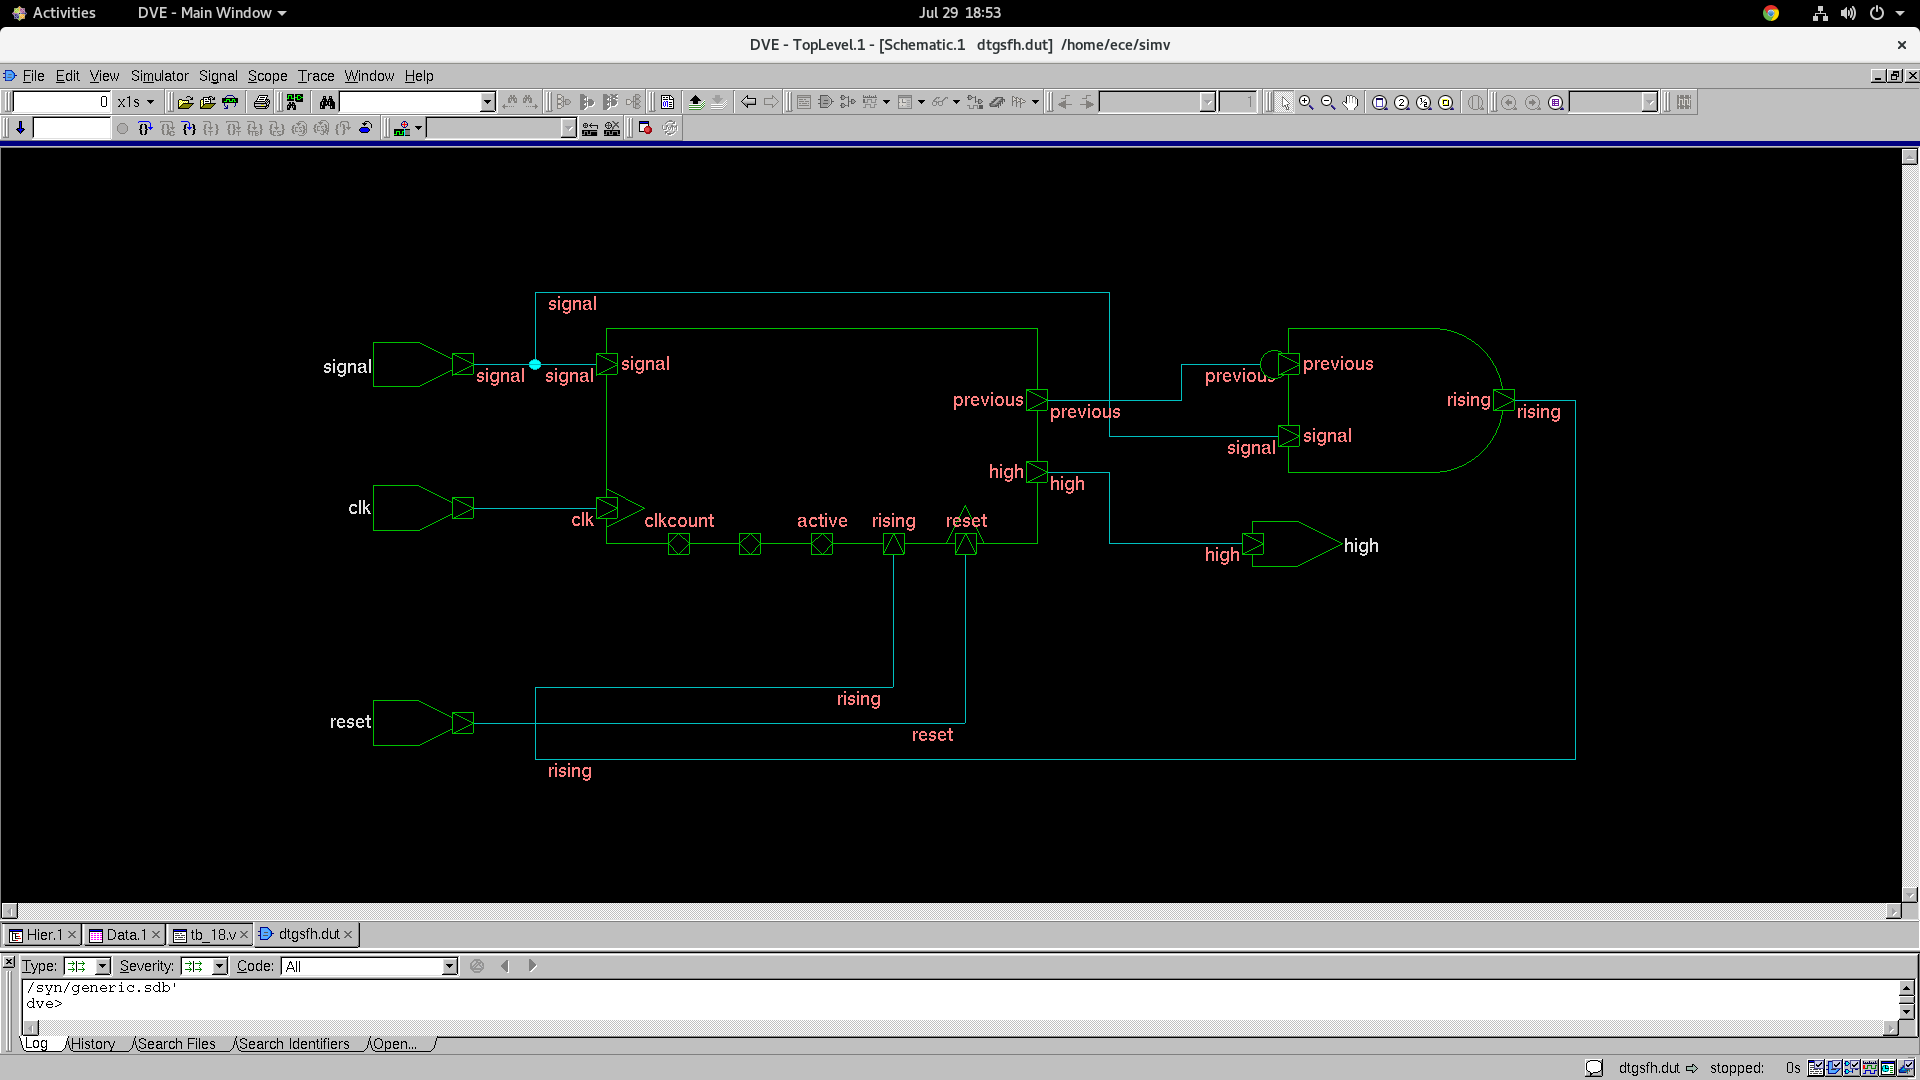 Activities DVE - Main Window Jul 29 18:53
DVE - TopLevel.1 - [Schematic.1 dtgsfh.dut] /home/ece/simv
File Edit View Simulator Signal Scope Trace Window Help
0 x1s 1
signal
signal signal previous previous
signal signal
previous previous rising rising
signal signal
high high
clk clk clkcount active rising reset
high high
rising
reset reset
rising
Hier.1 Data.1 tb_18.v dtgsfh.dut
Type: Severity: Code: All
/syn/generic.sdb'
dve>
Log History Search Files Search Identifiers Open...
dtgsfh.dut stopped: 0s